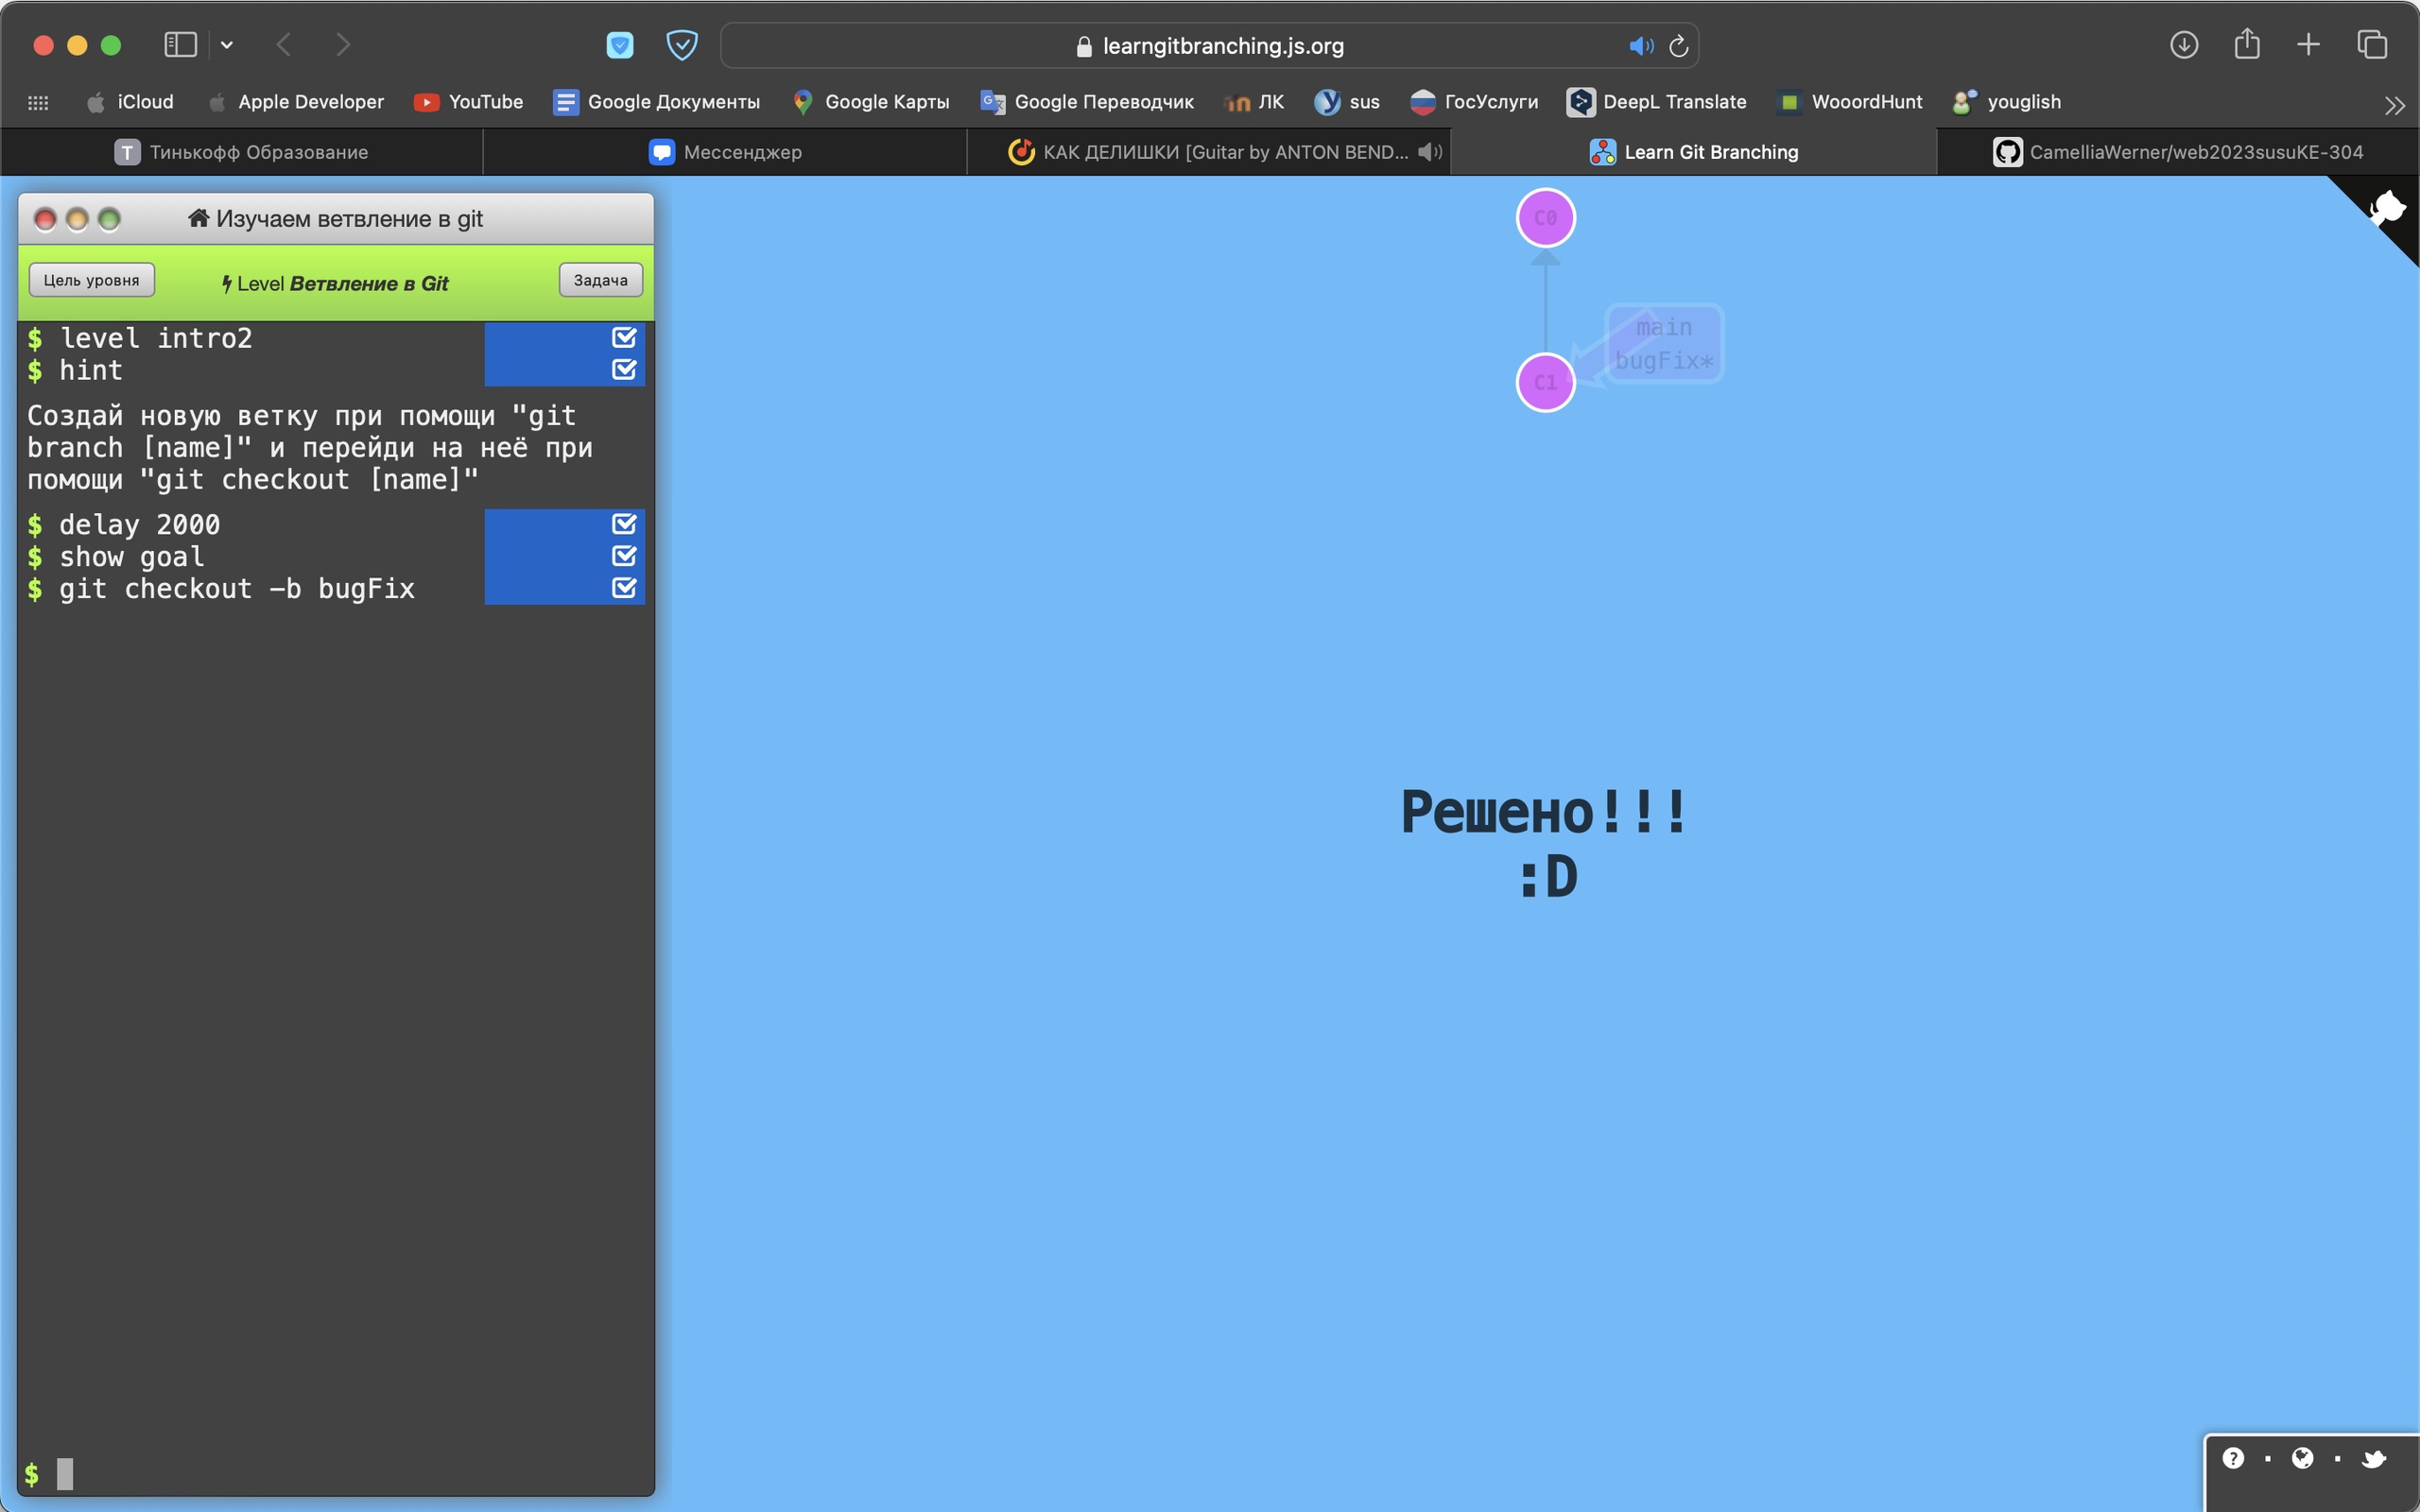 learngitbranching.js.org
iCloud
Apple Developer
YouTube
Google Документы
Google Карты
Google Переводчик
ЛК
sus
ГосУслуги
DeepL Translate
WooordHunt
youglish
Тинькофф Образование
Мессенджер
КАК ДЕЛИШКИ [Guitar by ANTON BEND...
Learn Git Branching
CamelliaWerner/web2023susuKE-304
Изучаем ветвление в git
Цель уровня
Level Ветвление в Git
Задача
$ level intro2
$ hint
Создай новую ветку при помощи "git
branch [name]" и перейди на неё при
помощи "git checkout [name]"
$ delay 2000
$ show goal
$ git checkout -b bugFix
$
C0
main
bugFix*
C1
Решено!!!
:D